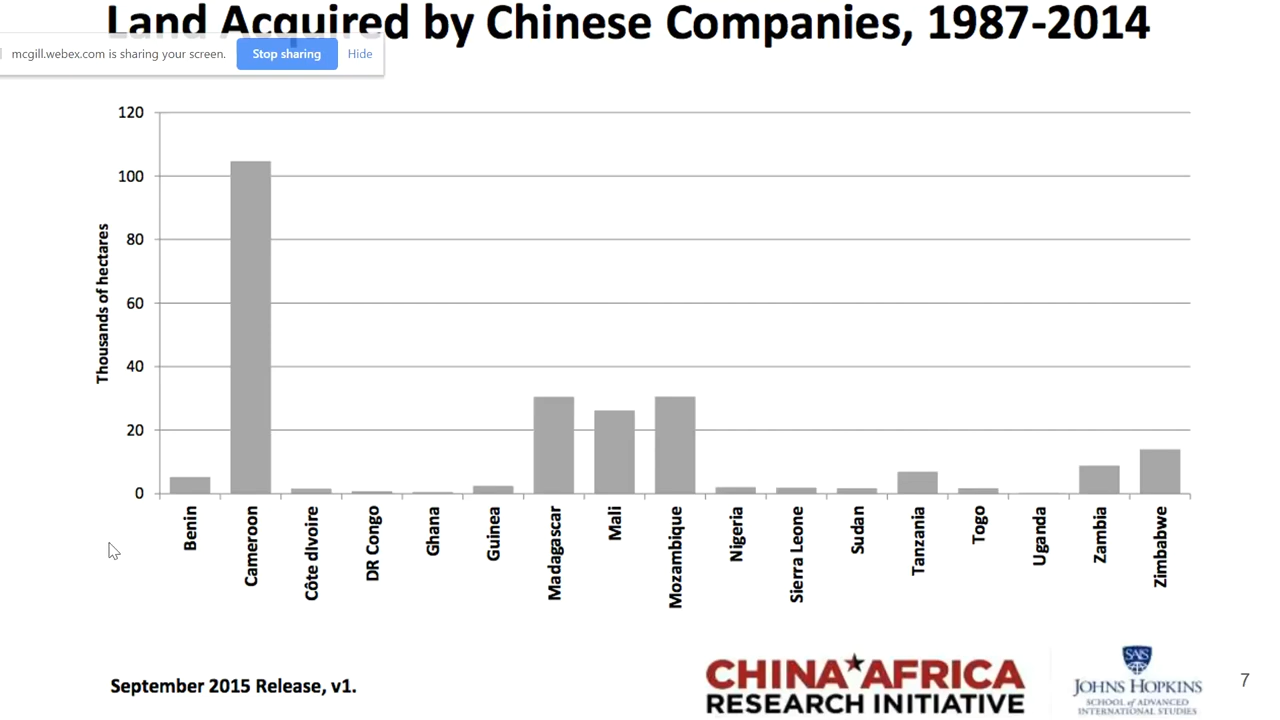 Land Acquired by Chinese Companies, 1987-2014
mcgill.webex.com is sharing your screen.
Stop sharing
Hide
120
100
80
60
40
20
0
Thousands of hectares
Benin
Cameroon
Côte divoire
DR Congo
Ghana
Guinea
Madagascar
Mali
Mozambique
Nigeria
Sierra Leone
Sudan
Tanzania
Togo
Uganda
Zambia
Zimbabwe
September 2015 Release, v1.
CHINA AFRICA
RESEARCH INITIATIVE
SAIS
JOHNS HOPKINS
SCHOOL of ADVANCED
INTERNATIONAL STUDIES
7